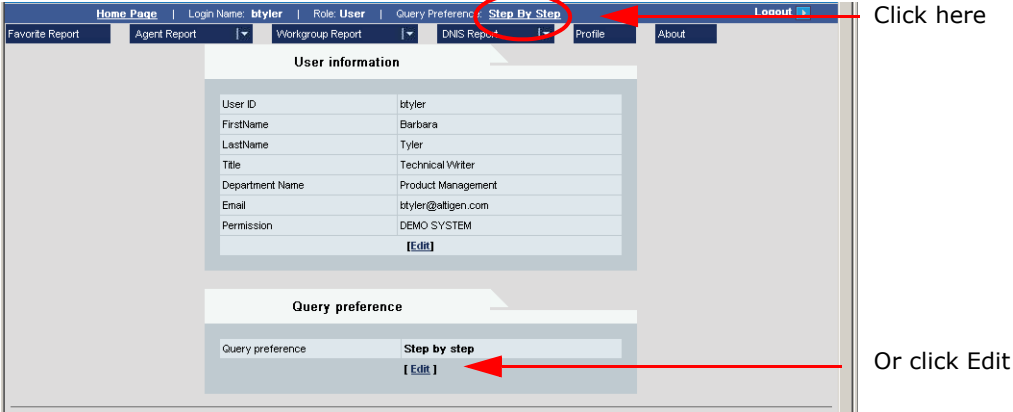 Home Page | Login Name: btyler | Role: User | Query Preference: Step By Step Logout
Click here
Favorite Report Agent Report Workgroup Report DNIS Report Profile About
User information
User ID btyler
FirstName Barbara
LastName Tyler
Title Technical Writer
Department Name Product Management
Email btyler@altigen.com
Permission DEMO SYSTEM
[Edit]
Query preference
Query preference Step by step
[ Edit ]
Or click Edit